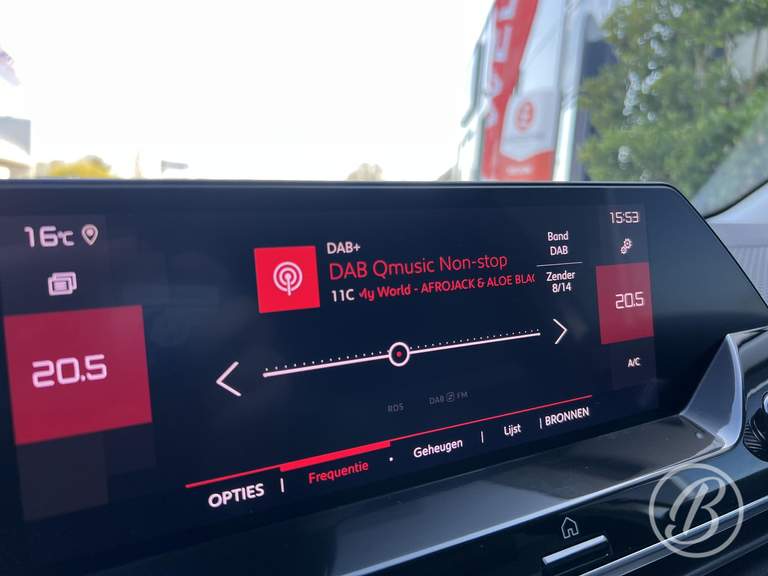 16°C
15:53
DAB+
DAB Qmusic Non-stop
11C My World - AFROJACK & ALOE BLAC
Band
DAB
Zender
8/14
20.5
20.5
A/C
RDS
DAB FM
OPTIES | Frequentie • Geheugen | Lijst | BRONNEN
B